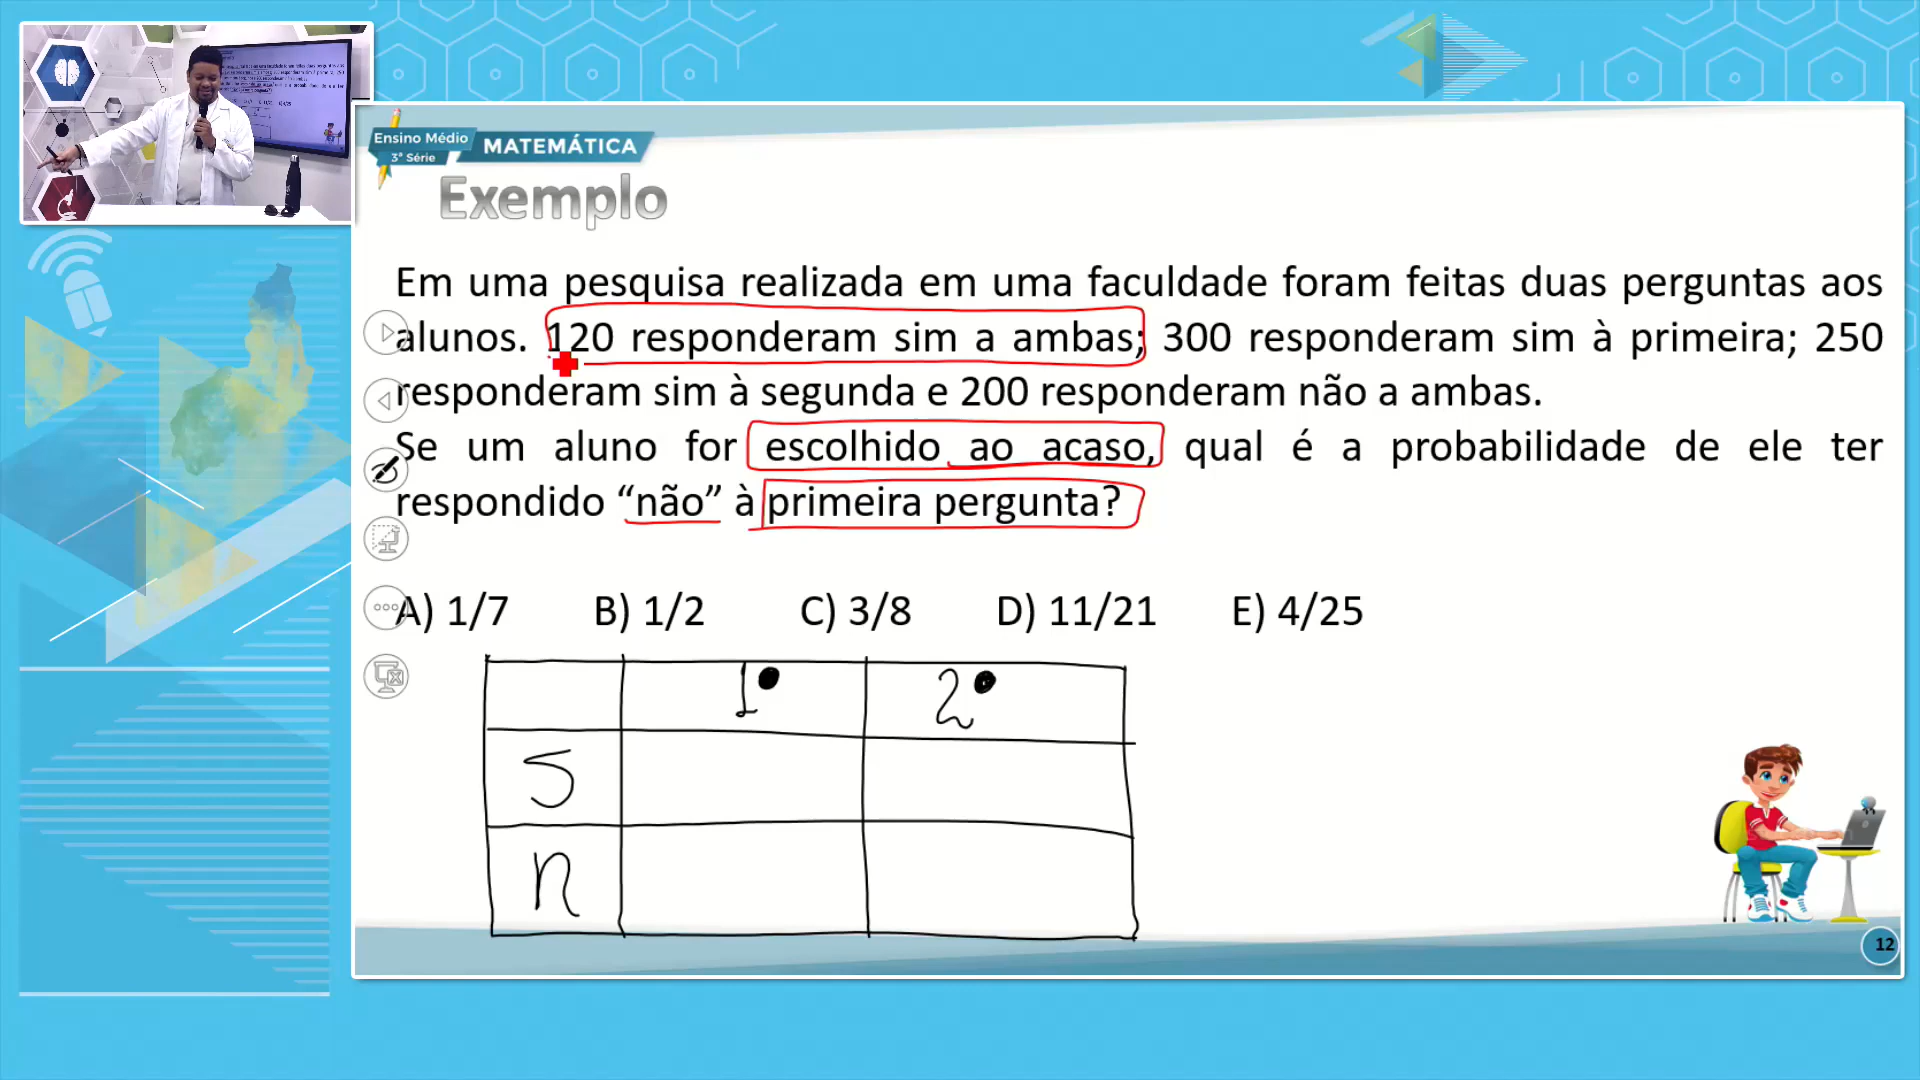 Ensino Médio
3ª Série
MATEMÁTICA
Exemplo
Em uma pesquisa realizada em uma faculdade foram feitas duas perguntas aos
alunos. 120 responderam sim a ambas; 300 responderam sim à primeira; 250
responderam sim à segunda e 200 responderam não a ambas.
Se um aluno for escolhido ao acaso, qual é a probabilidade de ele ter
respondido “não” à primeira pergunta?
A) 1/7 B) 1/2 C) 3/8 D) 11/21 E) 4/25
1• 2•
S
n
12